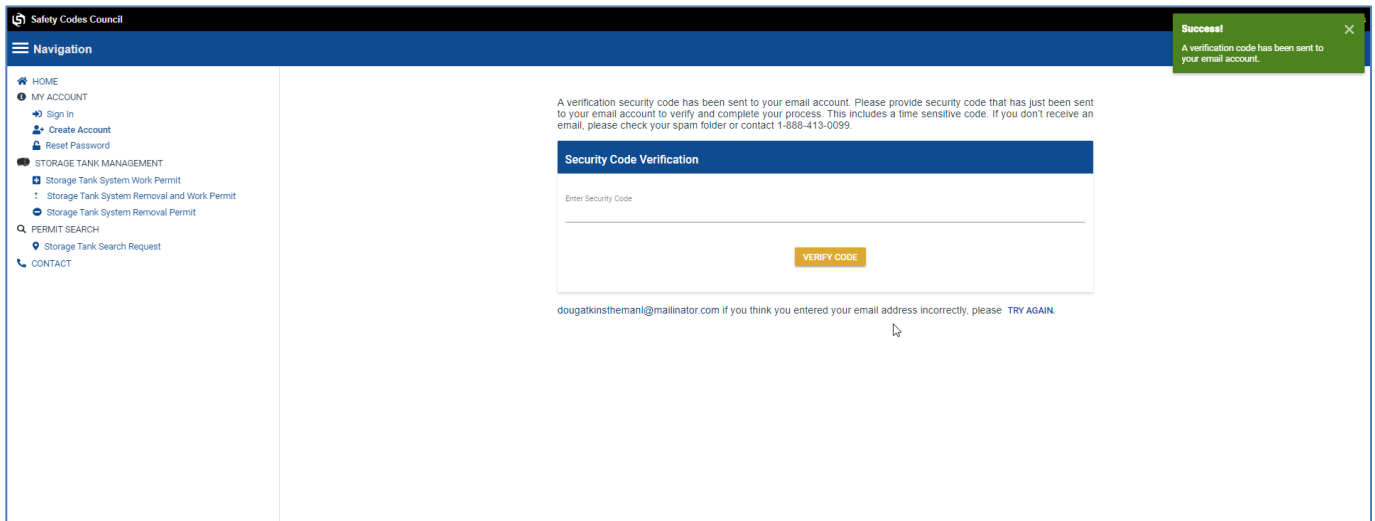 Safety Codes Council
Success!
A verification code has been sent to
your email account.
Navigation
HOME
MY ACCOUNT
Sign In
Create Account
Reset Password
STORAGE TANK MANAGEMENT
Storage Tank System Work Permit
Storage Tank System Removal and Work Permit
Storage Tank System Removal Permit
PERMIT SEARCH
Storage Tank Search Request
CONTACT
A verification security code has been sent to your email account. Please provide security code that has just been sent
to your email account to verify and complete your process. This includes a time sensitive code. If you don't receive an
email, please check your spam folder or contact 1-888-413-0099.
Security Code Verification
Enter Security Code
VERIFY CODE
dougatkinsthemanl@mailinator.com if you think you entered your email address incorrectly, please TRY AGAIN.